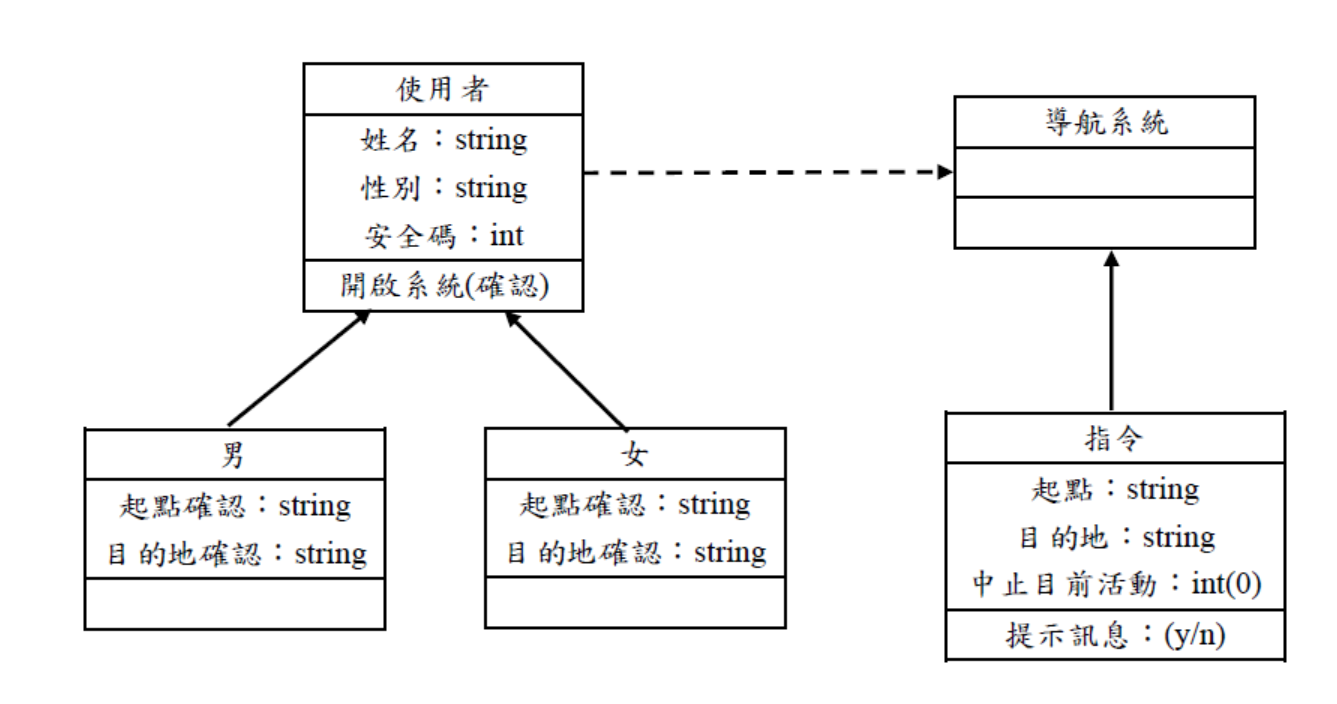 使用者
姓名：string
性別：string
安全碼：int
開啟系統(確認)
導航系統
男
起點確認：string
目的地確認：string
女
起點確認：string
目的地確認：string
指令
起點：string
目的地：string
中止目前活動：int(0)
提示訊息：(y/n)